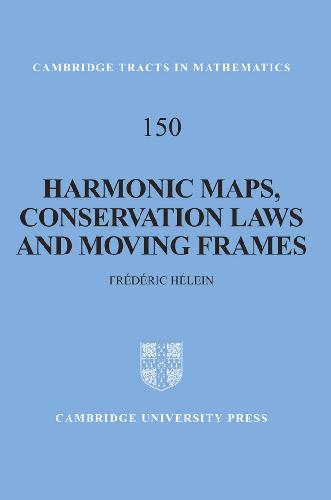 CAMBRIDGE TRACTS IN MATHEMATICS
150
HARMONIC MAPS,
CONSERVATION LAWS
AND MOVING FRAMES
FRÉDÉRIC HÉLEIN
CAMBRIDGE UNIVERSITY PRESS